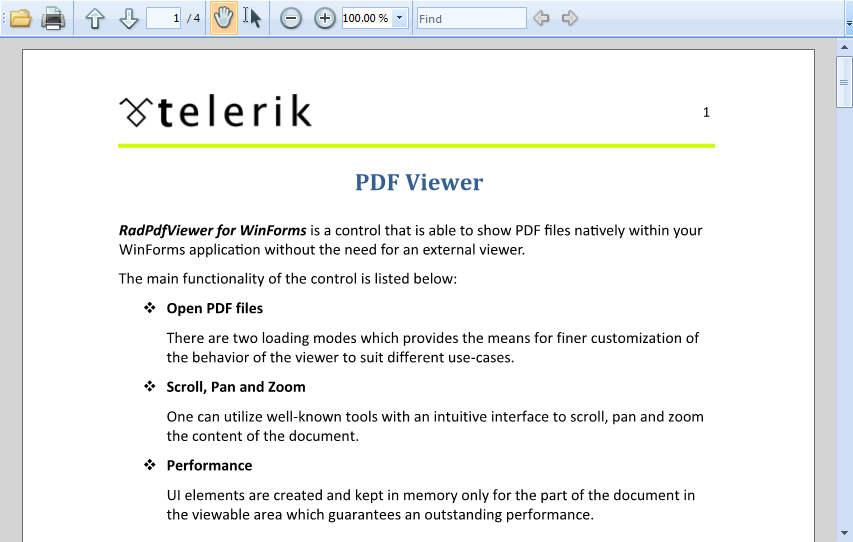 1 / 4 100.00 % Find
telerik 1
PDF Viewer
RadPdfViewer for WinForms is a control that is able to show PDF files natively within your
WinForms application without the need for an external viewer.
The main functionality of the control is listed below:
❖ Open PDF files
There are two loading modes which provides the means for finer customization of
the behavior of the viewer to suit different use-cases.
❖ Scroll, Pan and Zoom
One can utilize well-known tools with an intuitive interface to scroll, pan and zoom
the content of the document.
❖ Performance
UI elements are created and kept in memory only for the part of the document in
the viewable area which guarantees an outstanding performance.